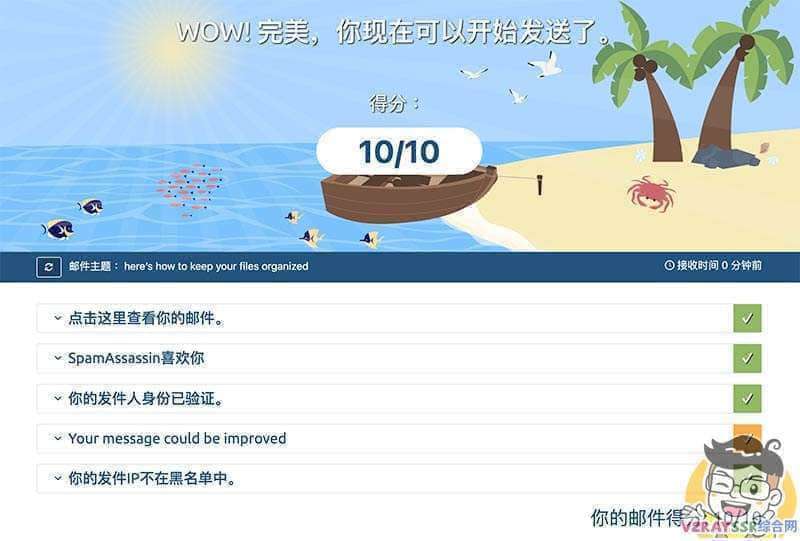 WOW! 完美，你现在可以开始发送了。
得分：
10/10
邮件主题： here's how to keep your files organized
接收时间 0 分钟前
点击这里查看你的邮件。
SpamAssassin喜欢你
你的发件人身份已验证。
Your message could be improved
你的发件IP不在黑名单中。
你的邮件得分: 10/10
V2RAYSSR综合网